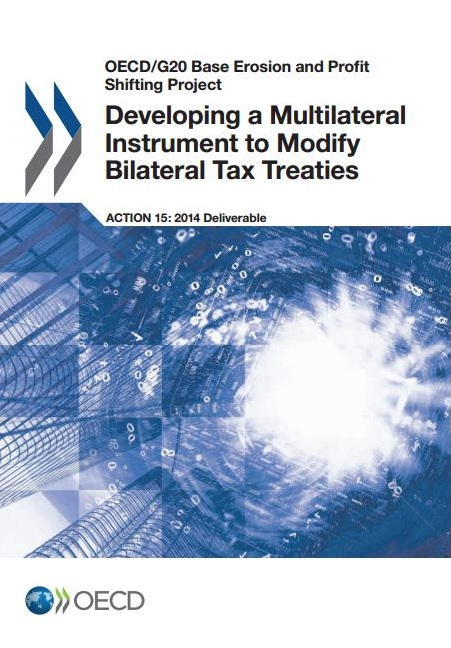 OECD/G20 Base Erosion and Profit
Shifting Project
Developing a Multilateral
Instrument to Modify
Bilateral Tax Treaties
ACTION 15: 2014 Deliverable
OECD